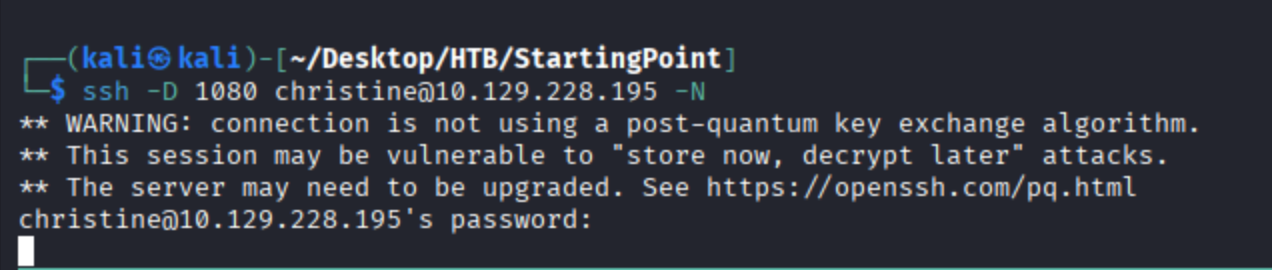 ┌──(kali㉿kali)-[~/Desktop/HTB/StartingPoint]
└─$ ssh -D 1080 christine@10.129.228.195 -N
** WARNING: connection is not using a post-quantum key exchange algorithm.
** This session may be vulnerable to "store now, decrypt later" attacks.
** The server may need to be upgraded. See https://openssh.com/pq.html
christine@10.129.228.195's password: